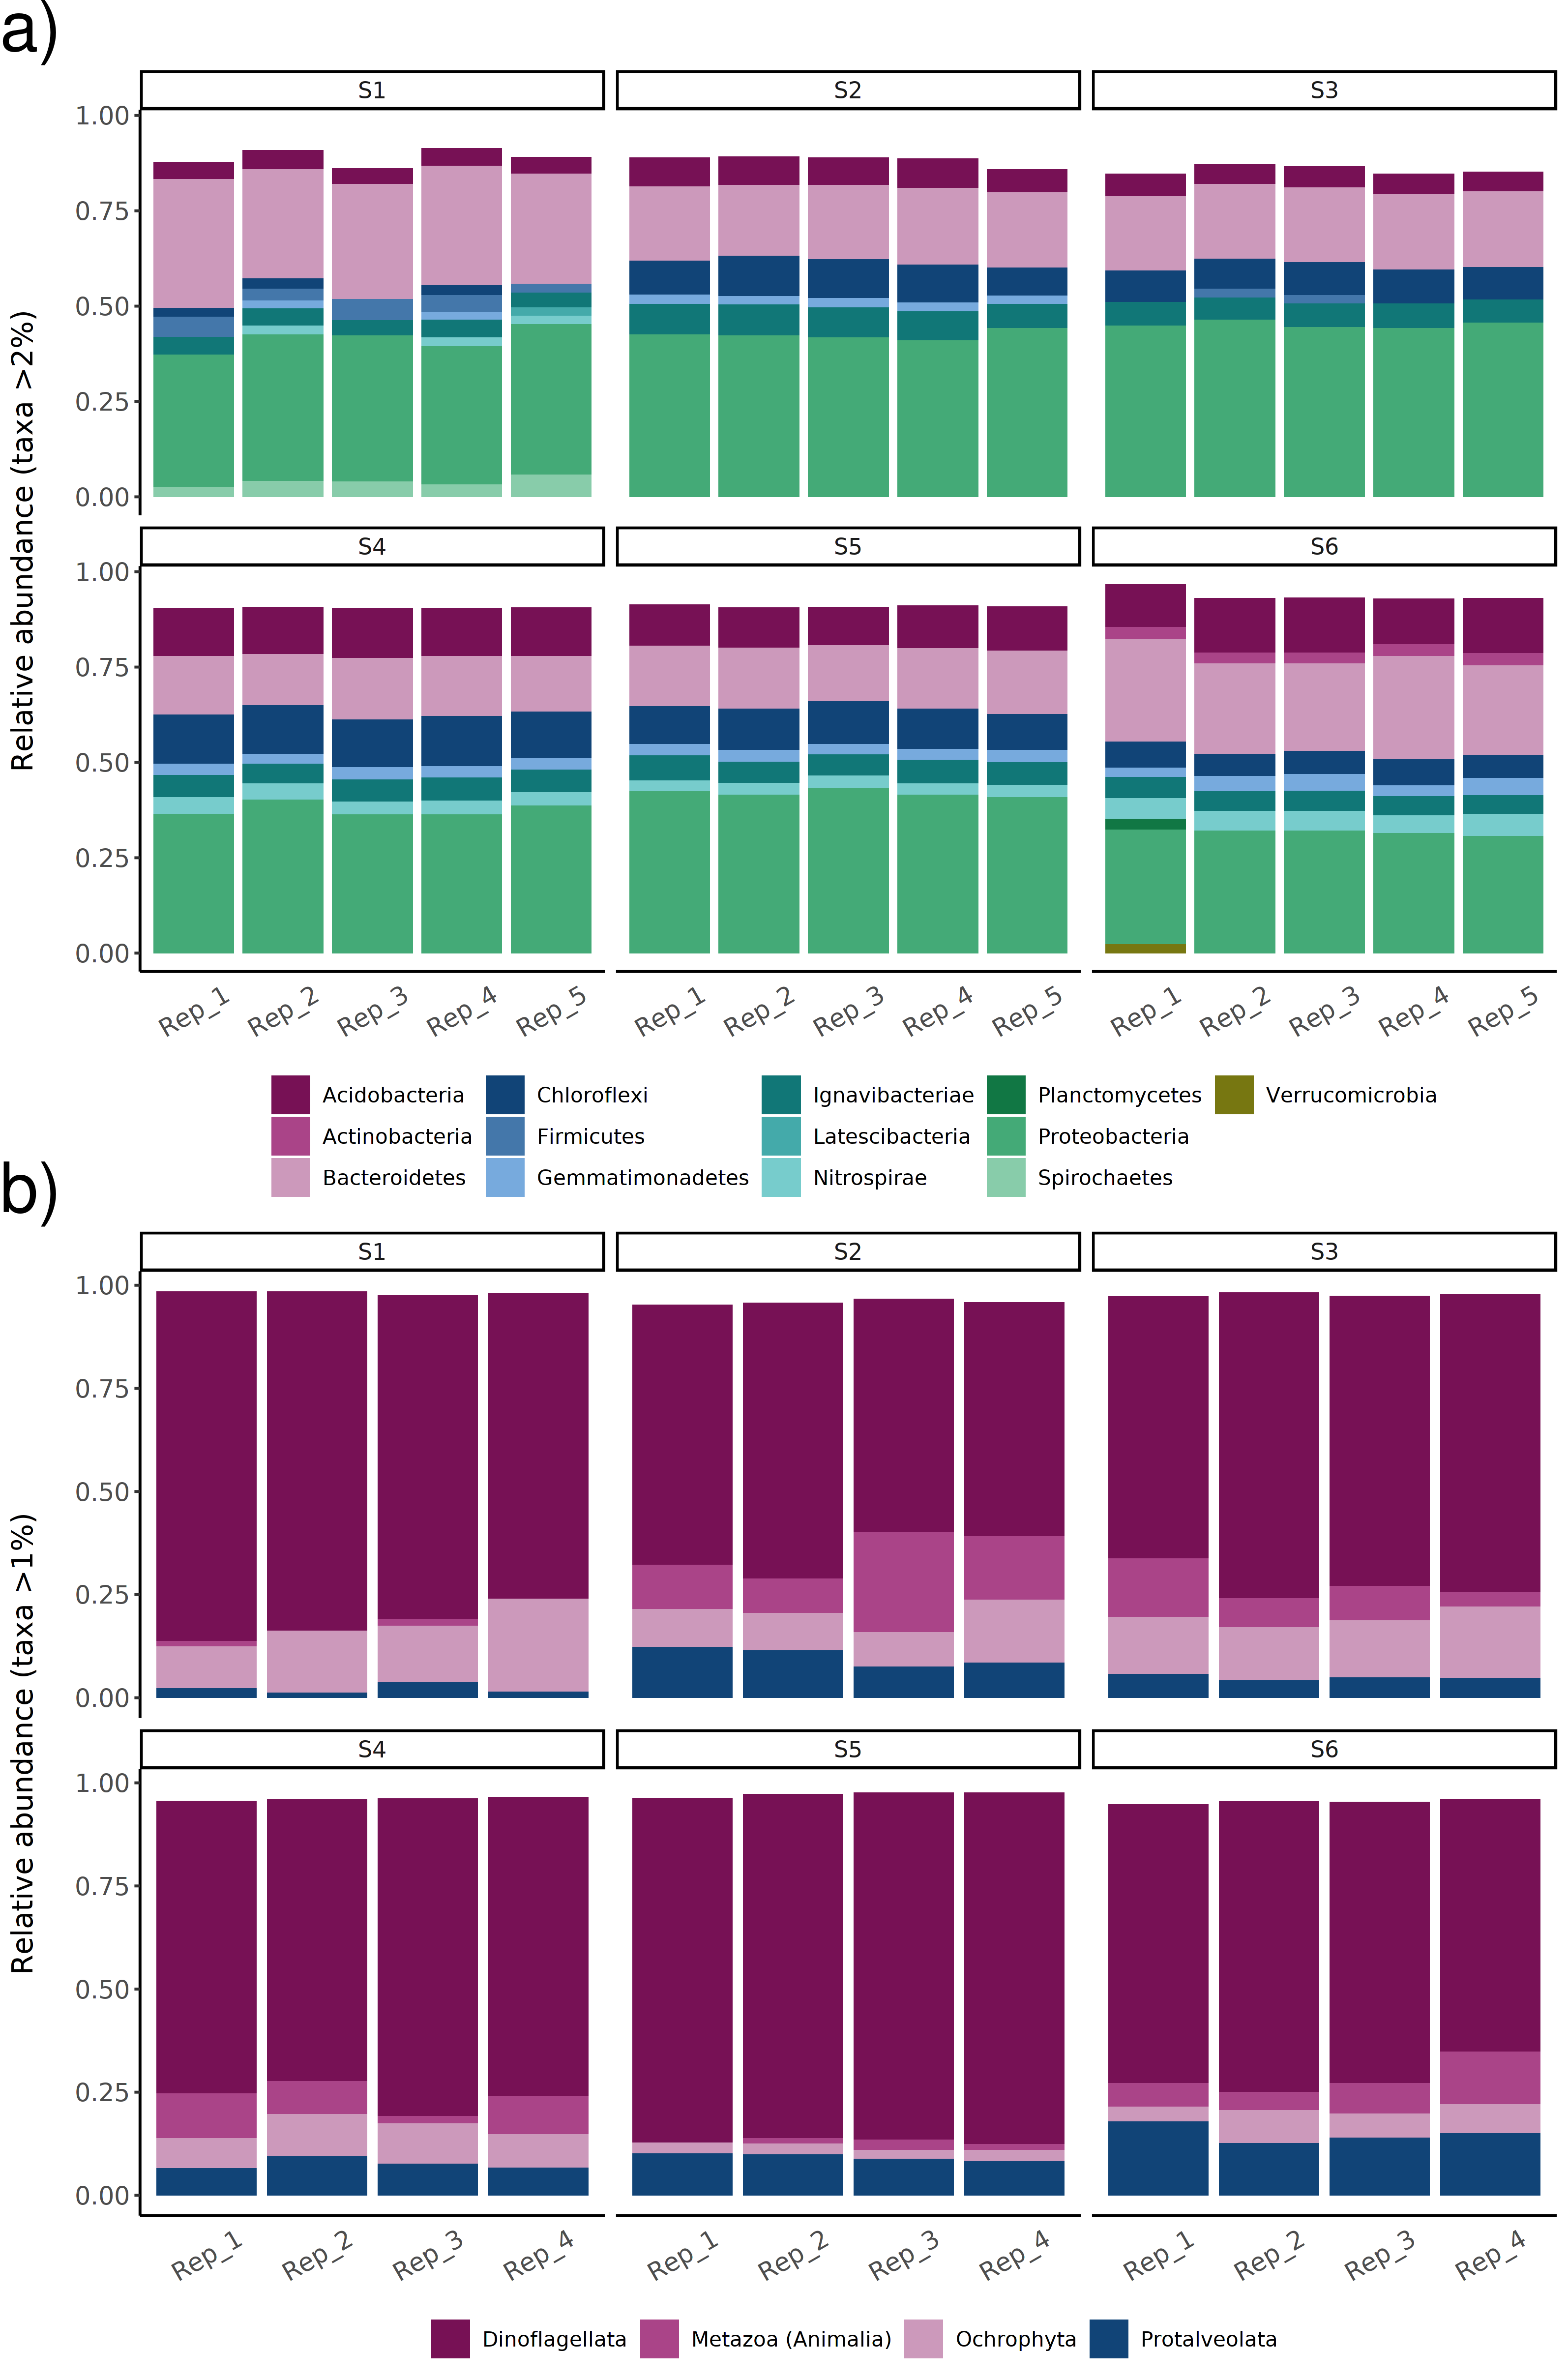 a)
S1 S2 S3
Relative abundance (taxa >2%)
1.00
0.75
0.50
0.25
0.00
S4 S5 S6
1.00
0.75
0.50
0.25
0.00
Rep_1 Rep_2 Rep_3 Rep_4 Rep_5 Rep_1 Rep_2 Rep_3 Rep_4 Rep_5 Rep_1 Rep_2 Rep_3 Rep_4 Rep_5
Acidobacteria Chloroflexi Ignavibacteriae Planctomycetes Verrucomicrobia
Actinobacteria Firmicutes Latescibacteria Proteobacteria
Bacteroidetes Gemmatimonadetes Nitrospirae Spirochaetes
b)
S1 S2 S3
Relative abundance (taxa >1%)
1.00
0.75
0.50
0.25
0.00
S4 S5 S6
1.00
0.75
0.50
0.25
0.00
Rep_1 Rep_2 Rep_3 Rep_4 Rep_1 Rep_2 Rep_3 Rep_4 Rep_1 Rep_2 Rep_3 Rep_4
Dinoflagellata Metazoa (Animalia) Ochrophyta Protalveolata